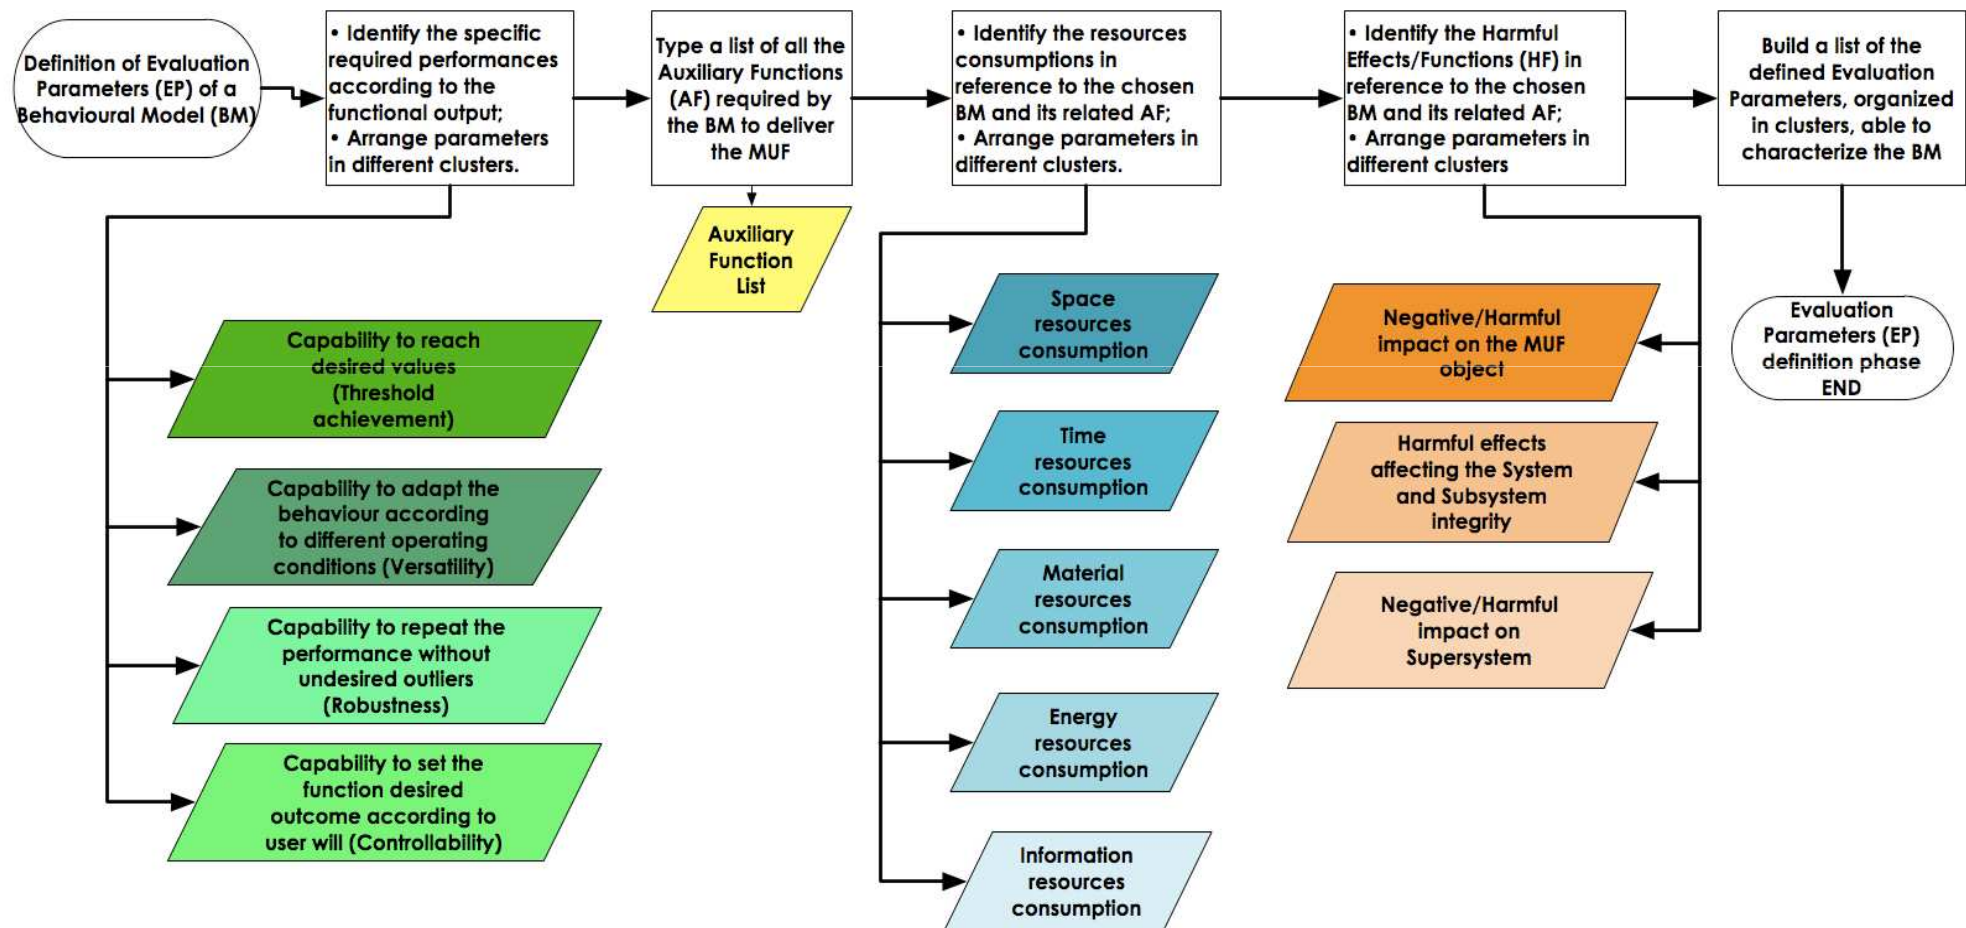 Definition of Evaluation
Parameters (EP) of a
Behavioural Model (BM)
• Identify the specific
required performances
according to the
functional output;
• Arrange parameters
in different clusters.
Type a list of all the
Auxiliary Functions
(AF) required by
the BM to deliver
the MUF
• Identify the resources
consumptions in
reference to the chosen
BM and its related AF;
• Arrange parameters in
different clusters.
• Identify the Harmful
Effects/Functions (HF) in
reference to the chosen
BM and its related AF;
• Arrange parameters in
different clusters
Build a list of the
defined Evaluation
Parameters, organized
in clusters, able to
characterize the BM
Auxiliary
Function
List
Capability to reach
desired values
(Threshold
achievement)
Capability to adapt the
behaviour according
to different operating
conditions (Versatility)
Capability to repeat the
performance without
undesired outliers
(Robustness)
Capability to set the
function desired
outcome according to
user will (Controllability)
Space
resources
consumption
Time
resources
consumption
Material
resources
consumption
Energy
resources
consumption
Information
resources
consumption
Negative/Harmful
impact on the MUF
object
Harmful effects
affecting the System
and Subsystem
integrity
Negative/Harmful
impact on
Supersystem
Evaluation
Parameters (EP)
definition phase
END